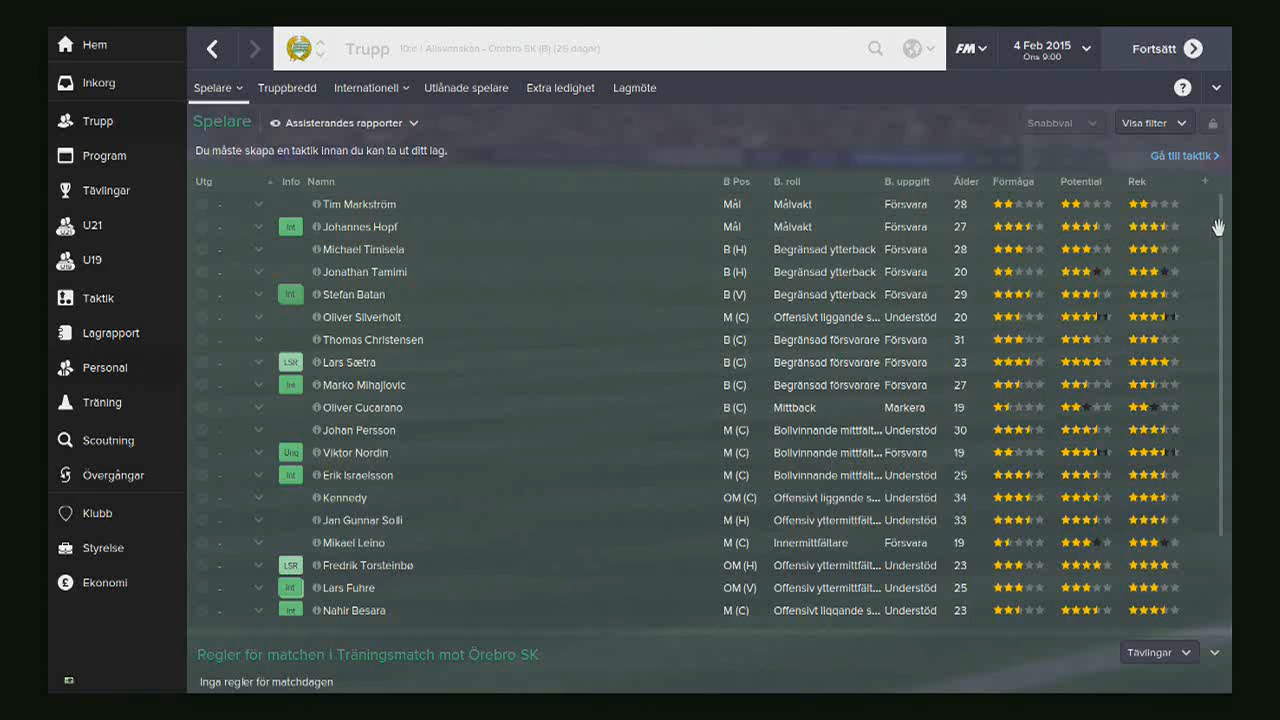 Hem
Inkorg
Trupp
Program
Tävlingar
U21
U19
Taktik
Lagrapport
Personal
Träning
Scoutning
Övergångar
Klubb
Styrelse
Ekonomi
Trupp 10:e | Allsvenskan - Örebro SK (B) (25 dagar)
FM 4 Feb 2015 Ons 9:00 Fortsätt
Spelare Truppbredd Internationell Utlånade spelare Extra ledighet Lagmöte ?
Spelare Assisterandes rapporter Snabbval Visa filter
Du måste skapa en taktik innan du kan ta ut ditt lag. Gå till taktik
Utg Info Namn B Pos B. roll B. uppgift Ålder Förmåga Potential Rek +
- Tim Markström Mål Målvakt Försvara 28
- Int Johannes Hopf Mål Målvakt Försvara 27
- Michael Timisela B (H) Begränsad ytterback Försvara 28
- Jonathan Tamimi B (H) Begränsad ytterback Försvara 20
- Int Stefan Batan B (V) Begränsad ytterback Försvara 29
- Oliver Silverholt M (C) Offensivt liggande s... Understöd 20
- Thomas Christensen B (C) Begränsad försvarare Försvara 31
- LSR Lars Sætra B (C) Begränsad försvarare Försvara 23
- Int Marko Mihajlovic B (C) Begränsad försvarare Försvara 27
- Oliver Cucarano B (C) Mittback Markera 19
- Johan Persson M (C) Bollvinnande mittfält... Understöd 30
- Ung Viktor Nordin M (C) Bollvinnande mittfält... Försvara 19
- Int Erik Israelsson M (C) Bollvinnande mittfält... Understöd 25
- Kennedy OM (C) Offensivt liggande s... Understöd 34
- Jan Gunnar Solli M (H) Offensiv yttermittfält... Understöd 33
- Mikael Leino M (C) Innermittfältare Försvara 19
- LSR Fredrik Torsteinbø OM (H) Offensiv yttermittfält... Understöd 23
- Int Lars Fuhre OM (V) Offensiv yttermittfält... Understöd 25
- Int Nahir Besara M (C) Offensivt liggande s... Understöd 23
Regler för matchen i Träningsmatch mot Örebro SK Tävlingar
Inga regler för matchdagen